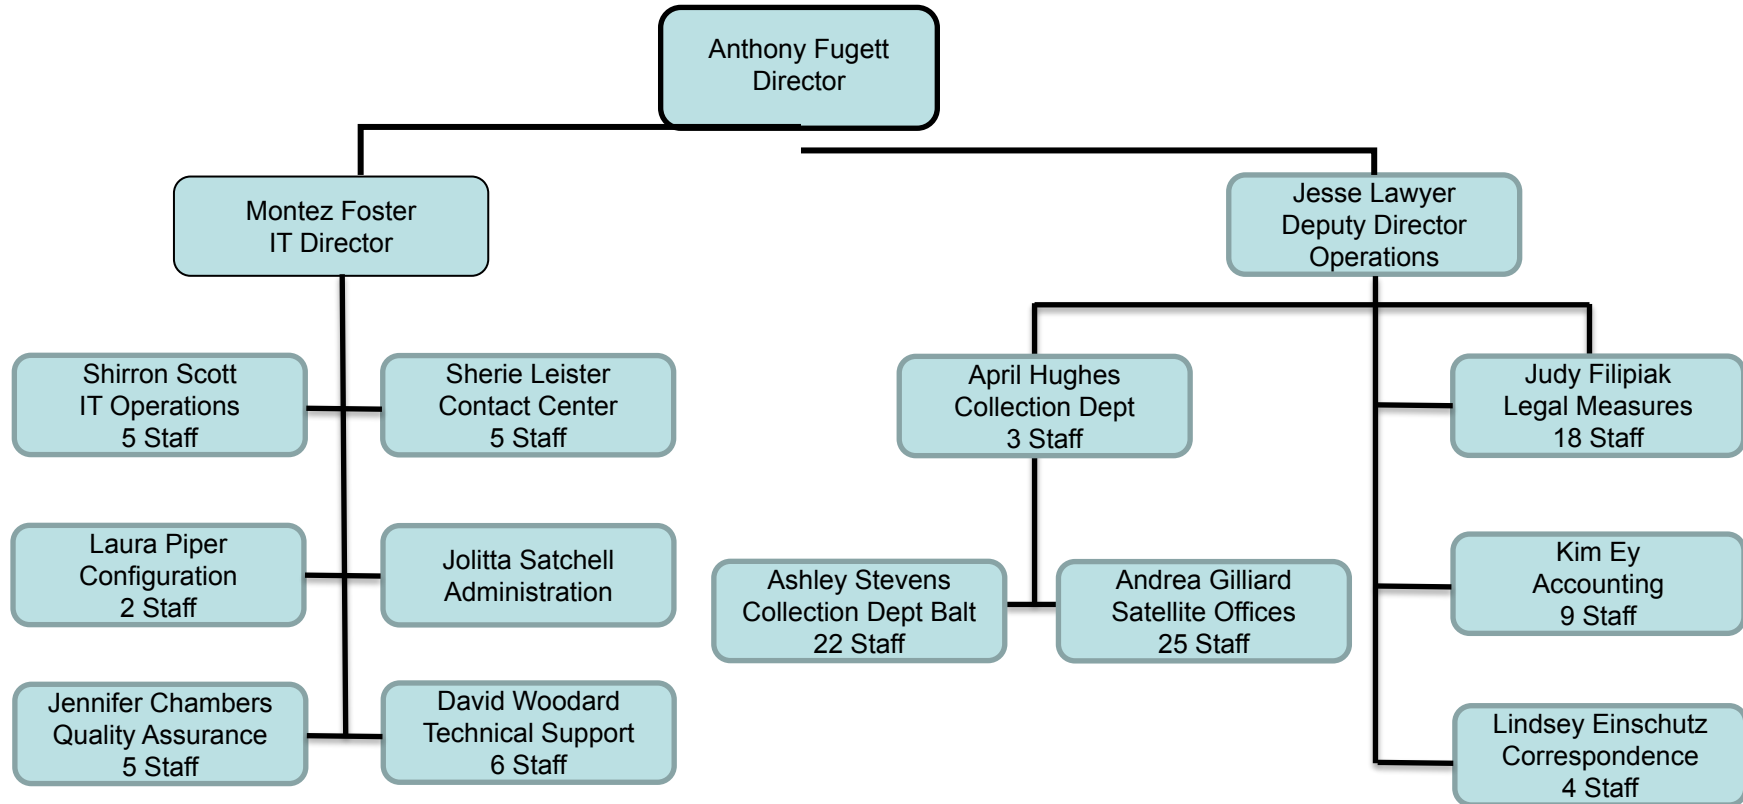 Anthony Fugett
Director
Montez Foster
IT Director
Jesse Lawyer
Deputy Director
Operations
Shirron Scott
IT Operations
5 Staff
Sherie Leister
Contact Center
5 Staff
April Hughes
Collection Dept
3 Staff
Judy Filipiak
Legal Measures
18 Staff
Laura Piper
Configuration
2 Staff
Jolitta Satchell
Administration
Ashley Stevens
Collection Dept Balt
22 Staff
Andrea Gilliard
Satellite Offices
25 Staff
Kim Ey
Accounting
9 Staff
Jennifer Chambers
Quality Assurance
5 Staff
David Woodard
Technical Support
6 Staff
Lindsey Einschutz
Correspondence
4 Staff